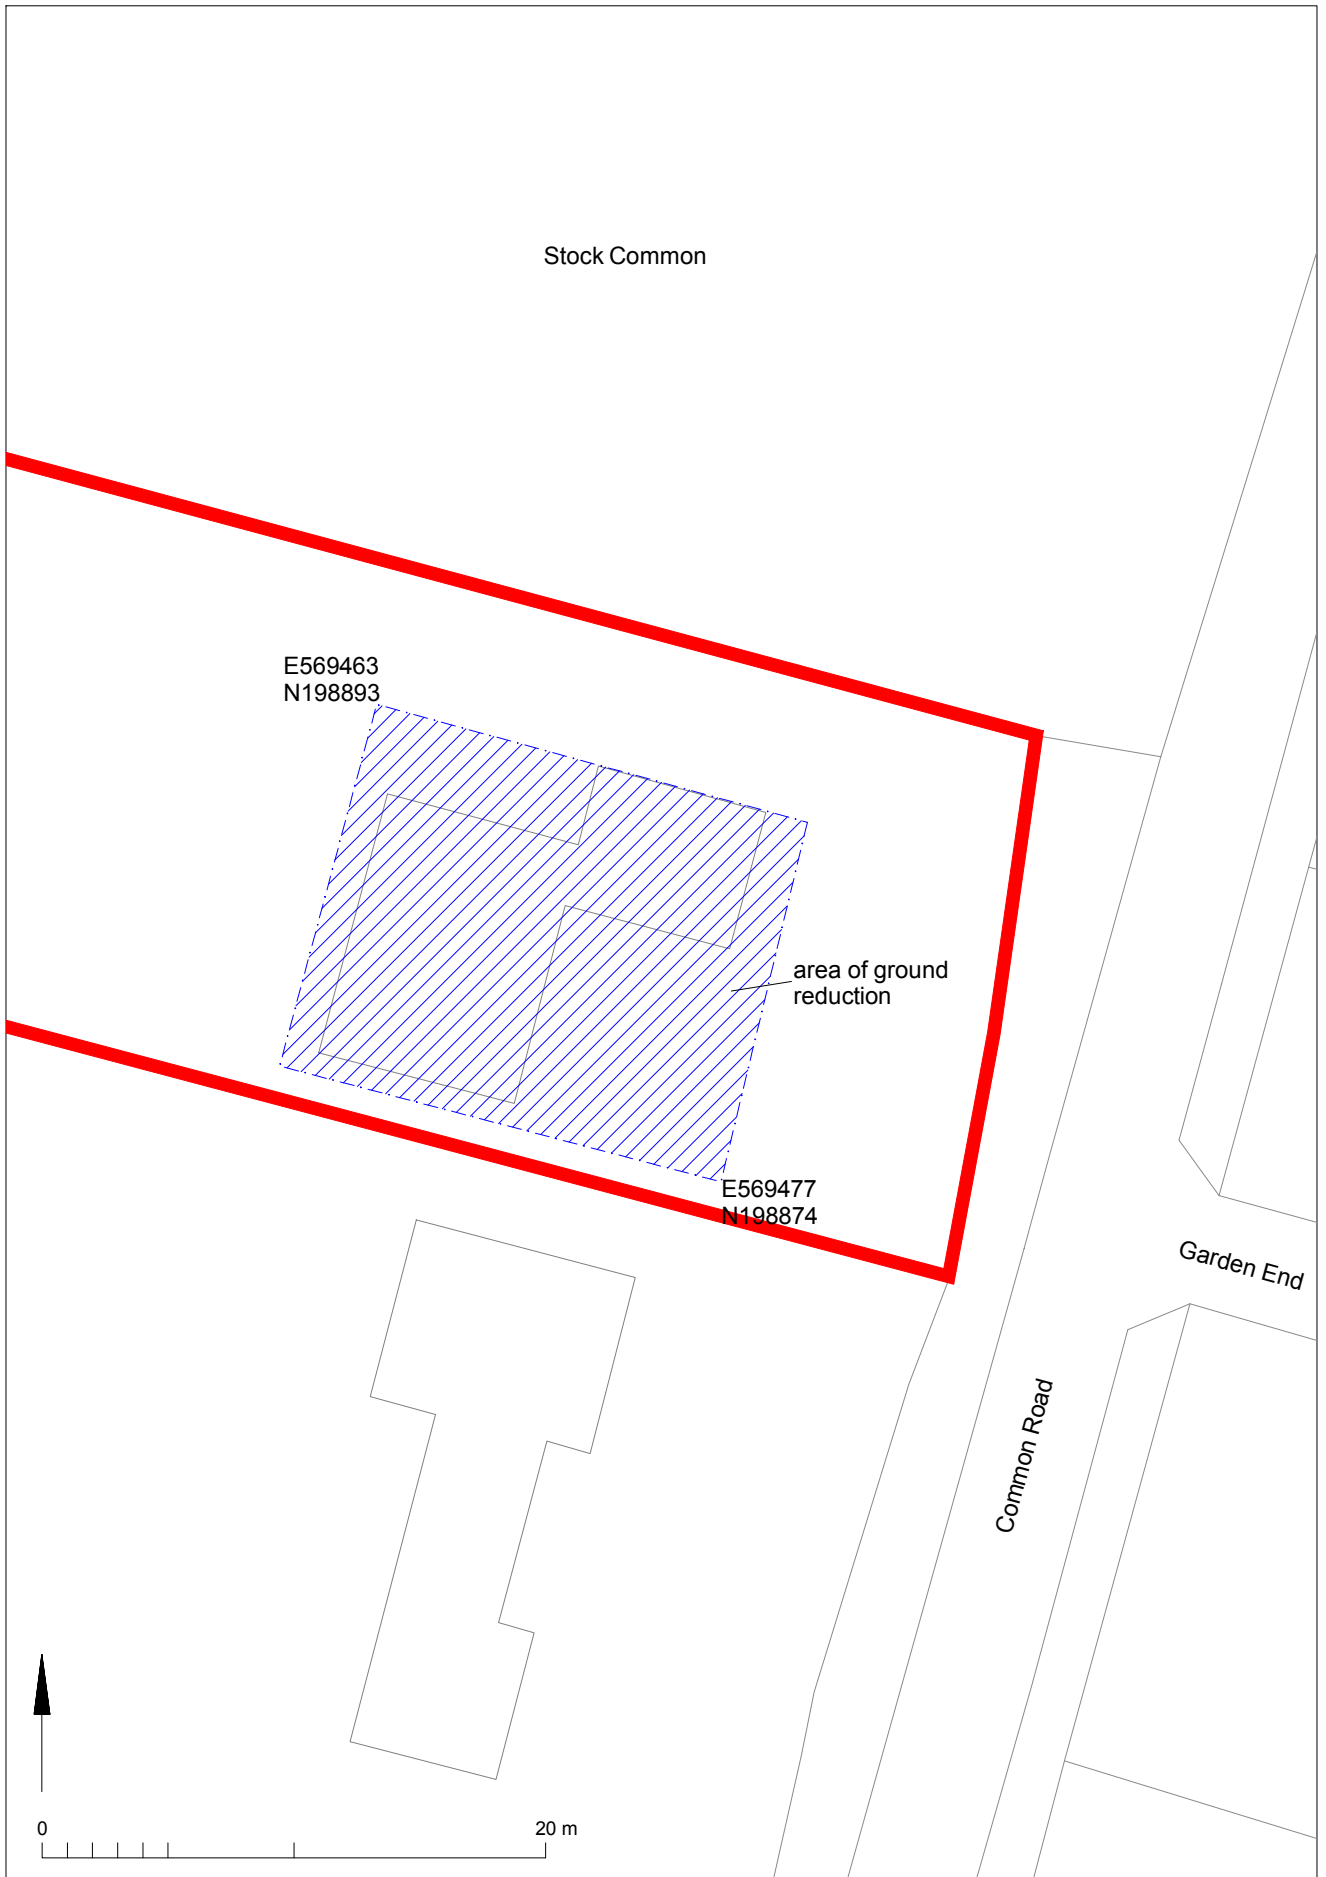 Stock Common
E569463
N198893
area of ground
reduction
E569477
N198874
Garden End
Common Road
0
20 m